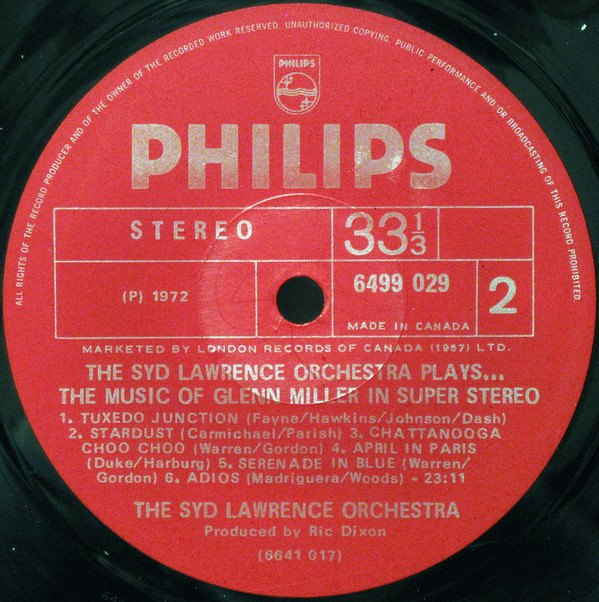 ALL RIGHTS OF THE RECORD PRODUCER AND OF THE OWNER OF THE RECORDED WORK RESERVED. UNAUTHORIZED COPYING, PUBLIC PERFORMANCE AND/OR BROADCASTING OF THIS RECORD PROHIBITED.
PHILIPS
PHILIPS
STEREO
33 1/3
(P) 1972
6499 029
2
MADE IN CANADA
MARKETED BY LONDON RECORDS OF CANADA (1967) LTD.
THE SYD LAWRENCE ORCHESTRA PLAYS...
THE MUSIC OF GLENN MILLER IN SUPER STEREO
1. TUXEDO JUNCTION (Fayne/Hawkins/Johnson/Dash)
2. STARDUST (Carmichael/Parish) 3. CHATTANOOGA
CHOO CHOO (Warren/Gordon) 4. APRIL IN PARIS
(Duke/Harburg) 5. SERENADE IN BLUE (Warren/
Gordon) 6. ADIOS (Madriguera/Woods) - 23:11
THE SYD LAWRENCE ORCHESTRA
Produced by Ric Dixon
(6641 017)